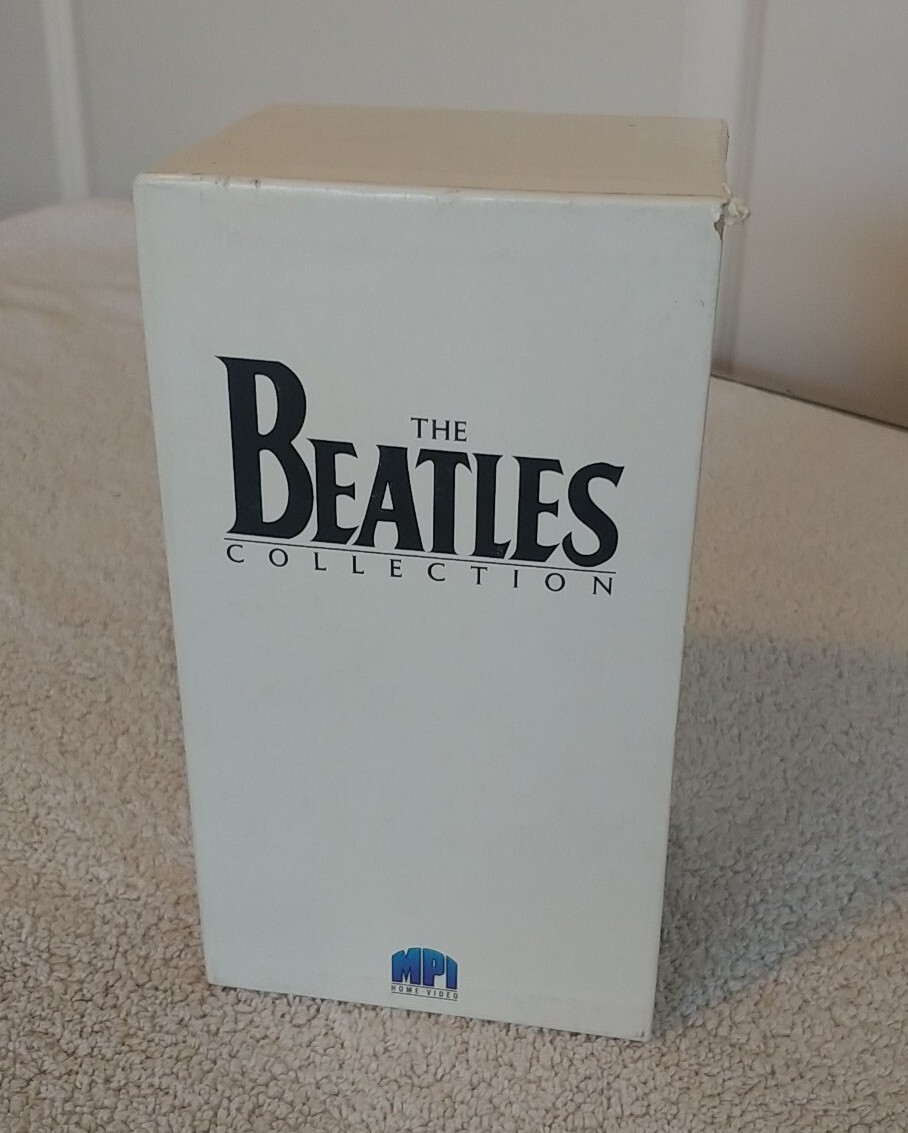 THE
BEATLES
COLLECTION
MPI
HOME VIDEO